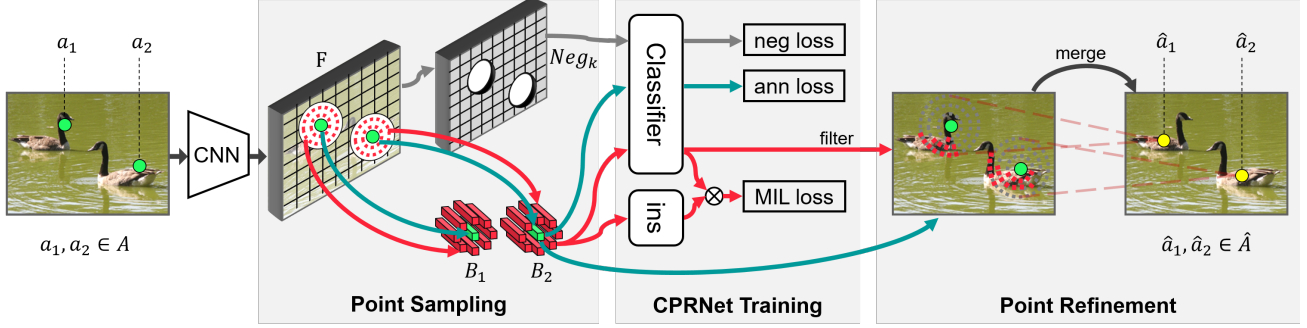 a₁ a₂
CNN
a₁, a₂ ∈ A
F
Negₖ
B₁ B₂
Point Sampling
Classifier
ins
neg loss
ann loss
MIL loss
CPRNet Training
filter
merge
â₁ â₂
â₁, â₂ ∈ Â
Point Refinement